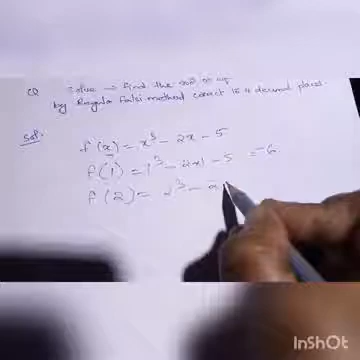 Q Solve → Find the root of eq
by Regula falsi method correct to 4 decimal places
Sol:
f(x) = x³ - 2x - 5
f(1) = 1³ - 2x1 - 5 = -6
f(2) = 2³ - 2
InShOt